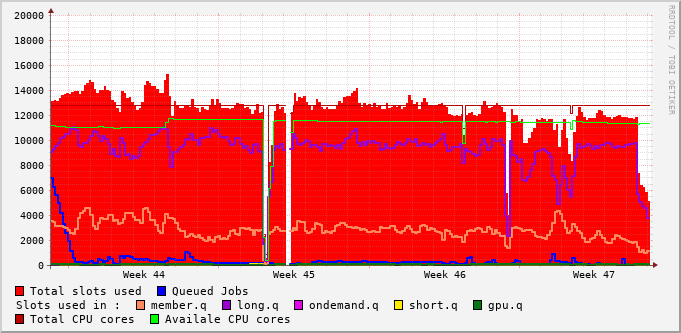 20000
18000
16000
14000
12000
10000
8000
6000
4000
2000
0
Week 44 Week 45 Week 46 Week 47
Total slots used Queued Jobs
Slots used in : member.q long.q ondemand.q short.q gpu.q
Total CPU cores Availale CPU cores
RRDTOOL / TOBI OETIKER